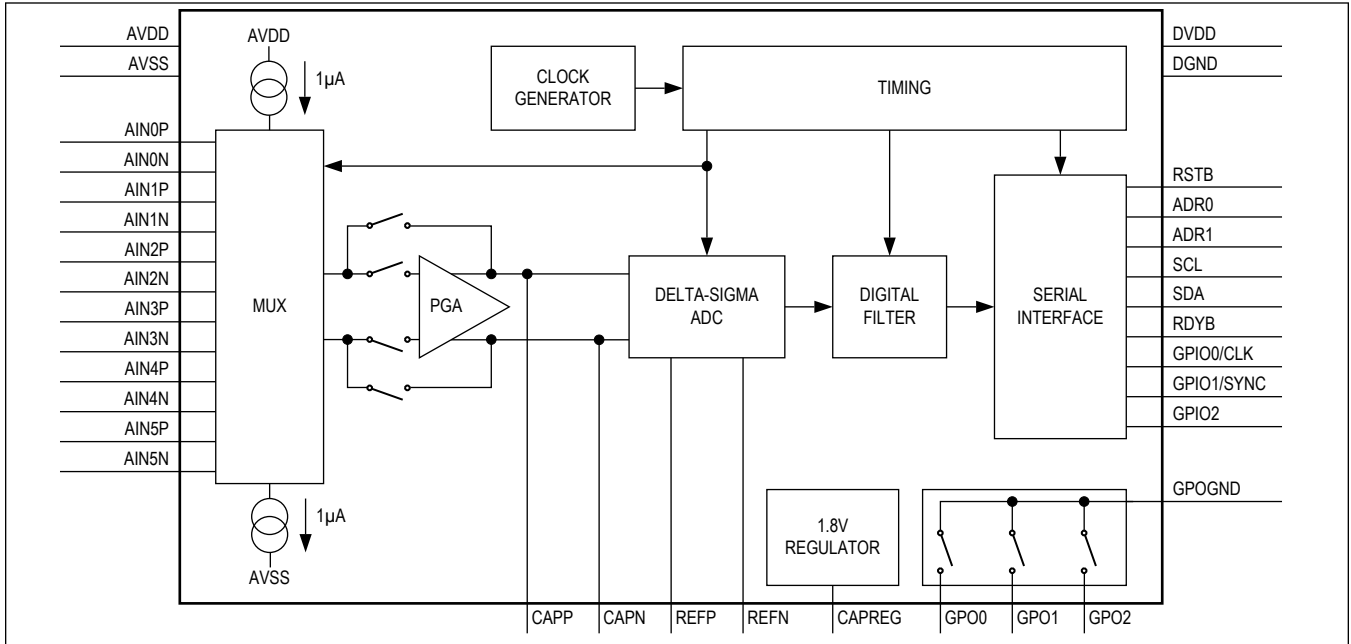 AVDD
AVSS
AIN0P
AIN0N
AIN1P
AIN1N
AIN2P
AIN2N
AIN3P
AIN3N
AIN4P
AIN4N
AIN5P
AIN5N
AVDD
1µA
MUX
1µA
AVSS
PGA
CLOCK
GENERATOR
TIMING
DELTA-SIGMA
ADC
DIGITAL
FILTER
SERIAL
INTERFACE
1.8V
REGULATOR
DVDD
DGND
RSTB
ADR0
ADR1
SCL
SDA
RDYB
GPIO0/CLK
GPIO1/SYNC
GPIO2
GPOGND
CAPP
CAPN
REFP
REFN
CAPREG
GPO0
GPO1
GPO2